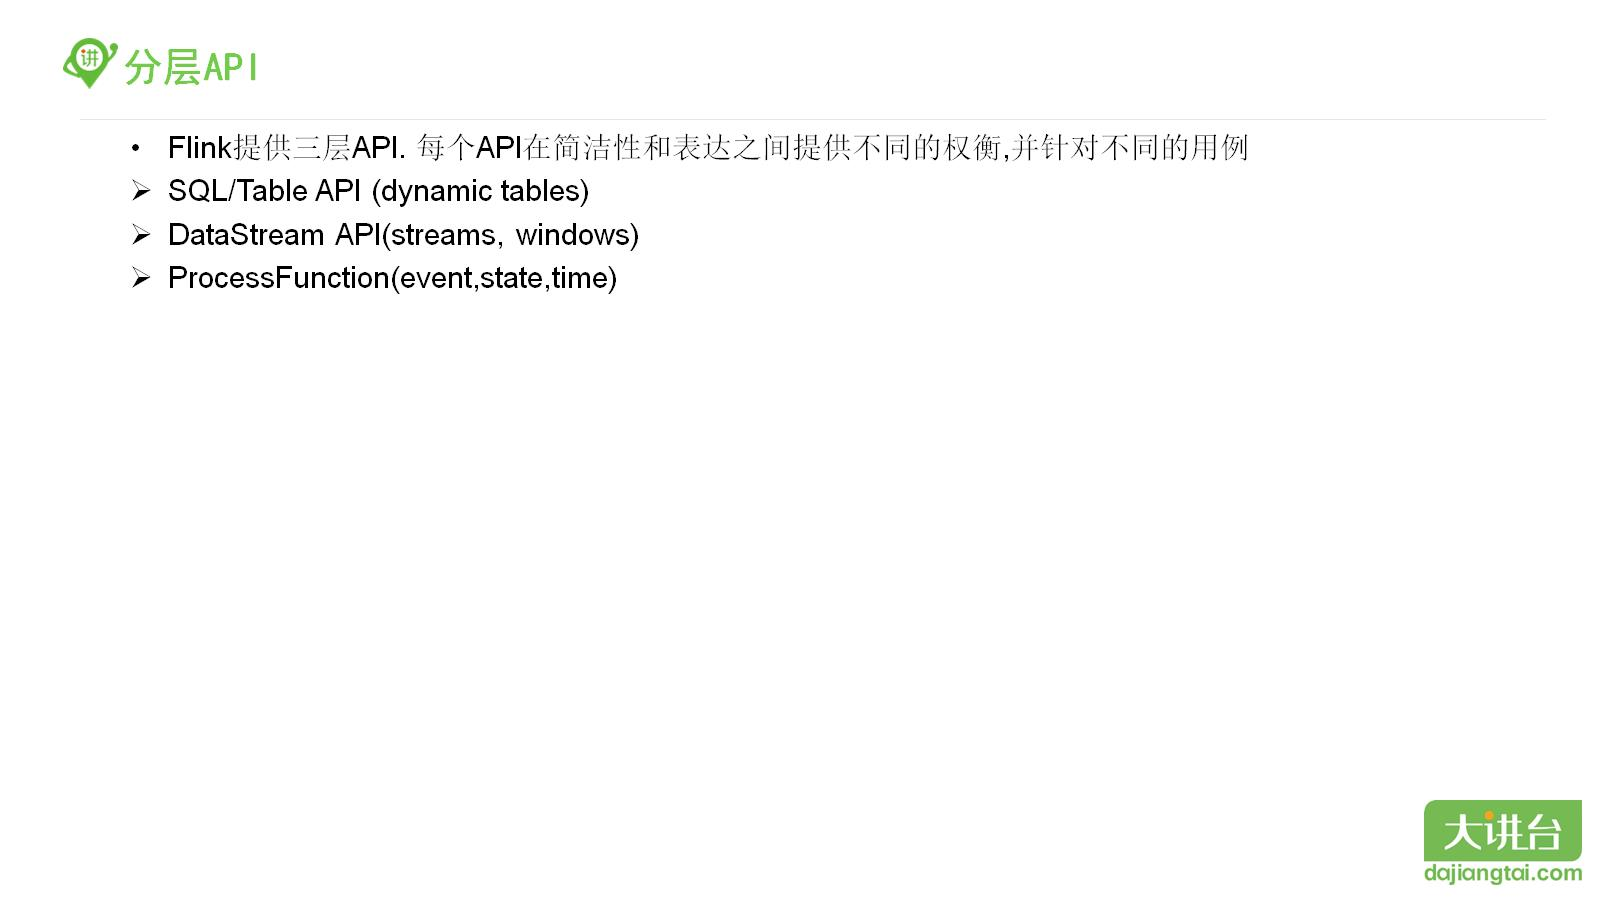 讲
分层API
• Flink提供三层API. 每个API在简洁性和表达之间提供不同的权衡,并针对不同的用例
➢ SQL/Table API (dynamic tables)
➢ DataStream API(streams, windows)
➢ ProcessFunction(event,state,time)
大讲台
dajiangtai.com